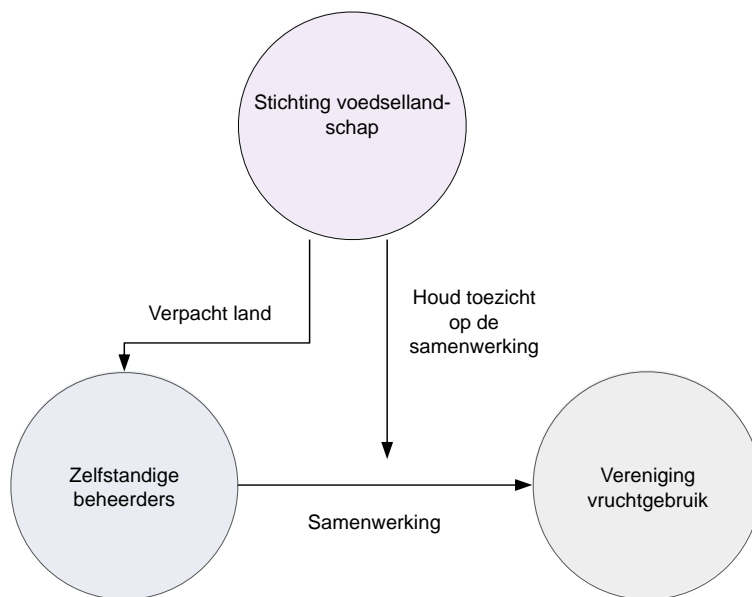 Stichting voedselland-
schap
Verpacht land
Houd toezicht
op de
samenwerking
Zelfstandige
beheerders
Samenwerking
Vereniging
vruchtgebruik